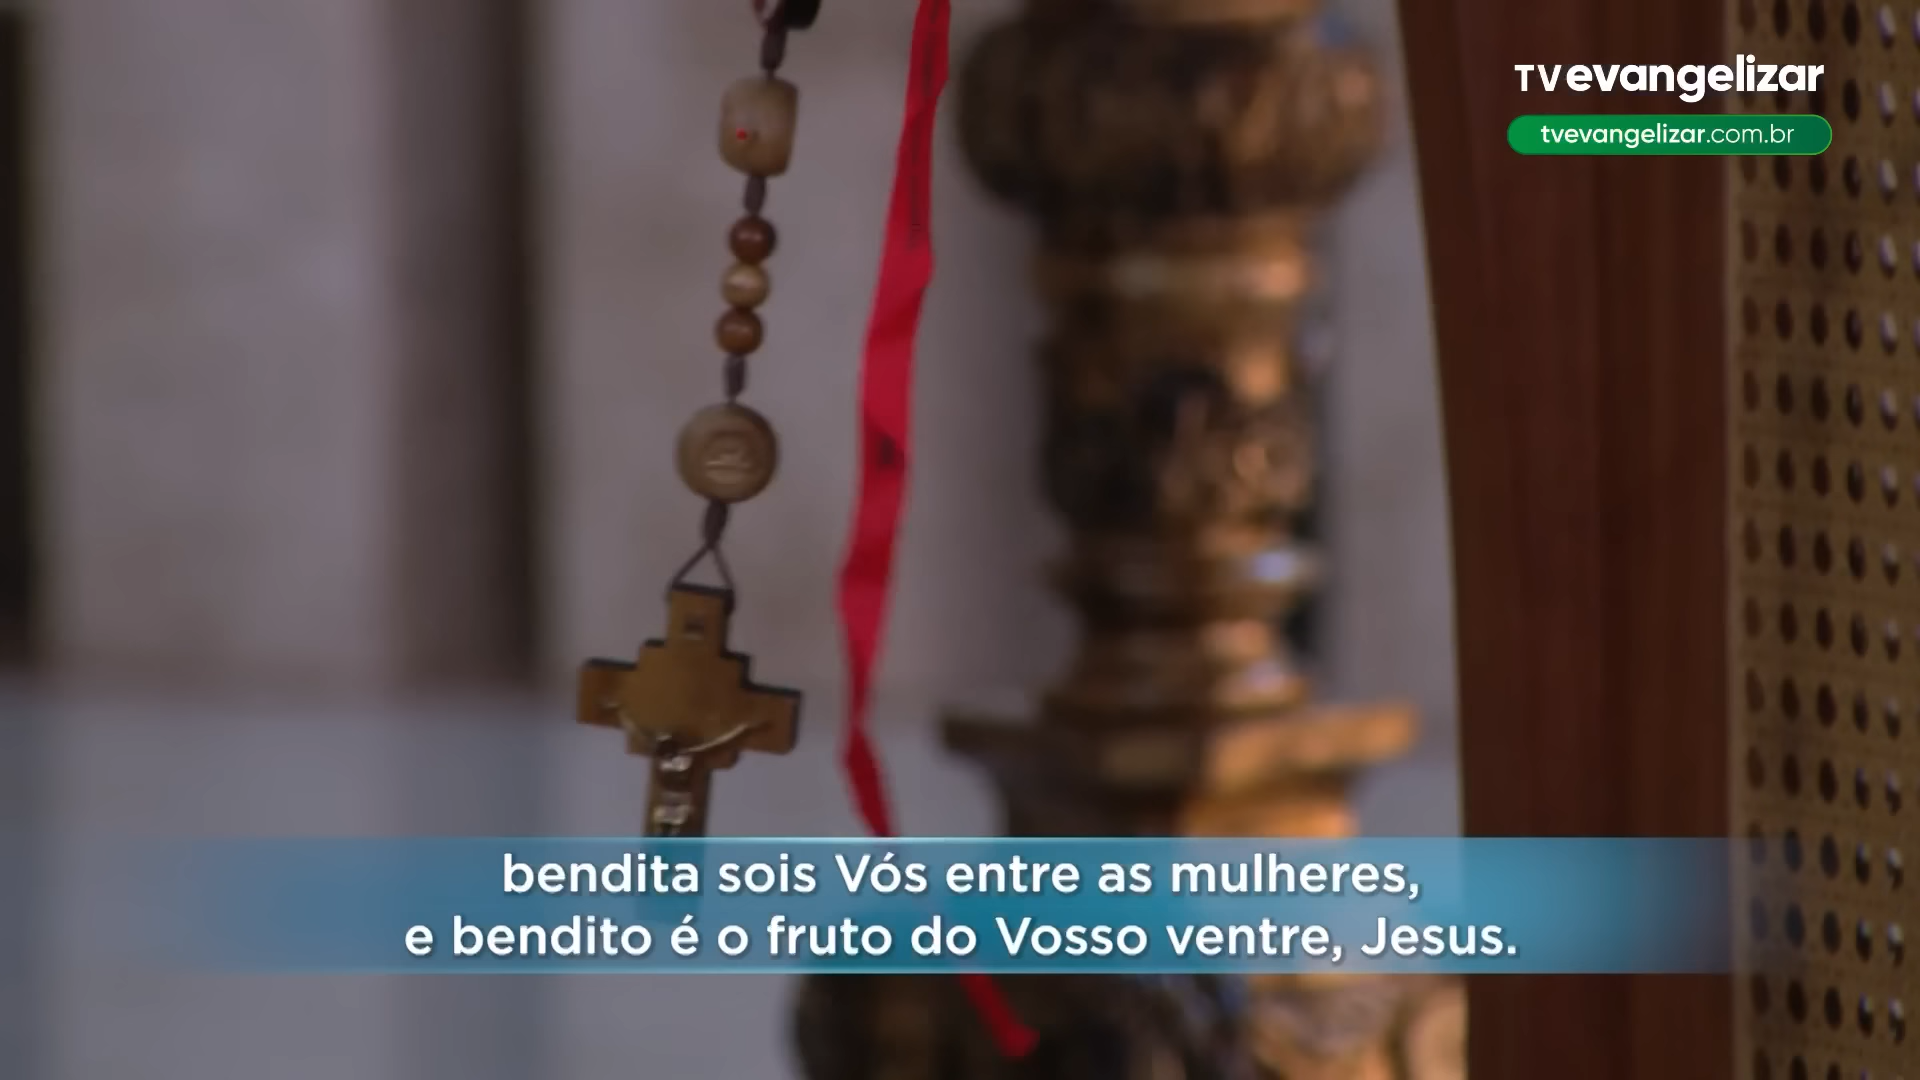 TVevangelizar
tvevangelizar.com.br
bendita sois Vós entre as mulheres,
e bendito é o fruto do Vosso ventre, Jesus.